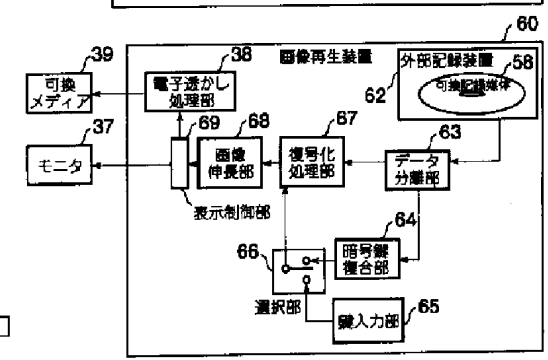 60
39
38
画像再生装置
外部記録装置
58
可換
メディア
電子透かし
処理部
可換記録媒体
62
37
69
68
67
63
モニタ
画像
伸長部
復号化
処理部
データ
分離部
表示制御部
64
66
暗号鍵
複合部
選択部
65
鍵入力部